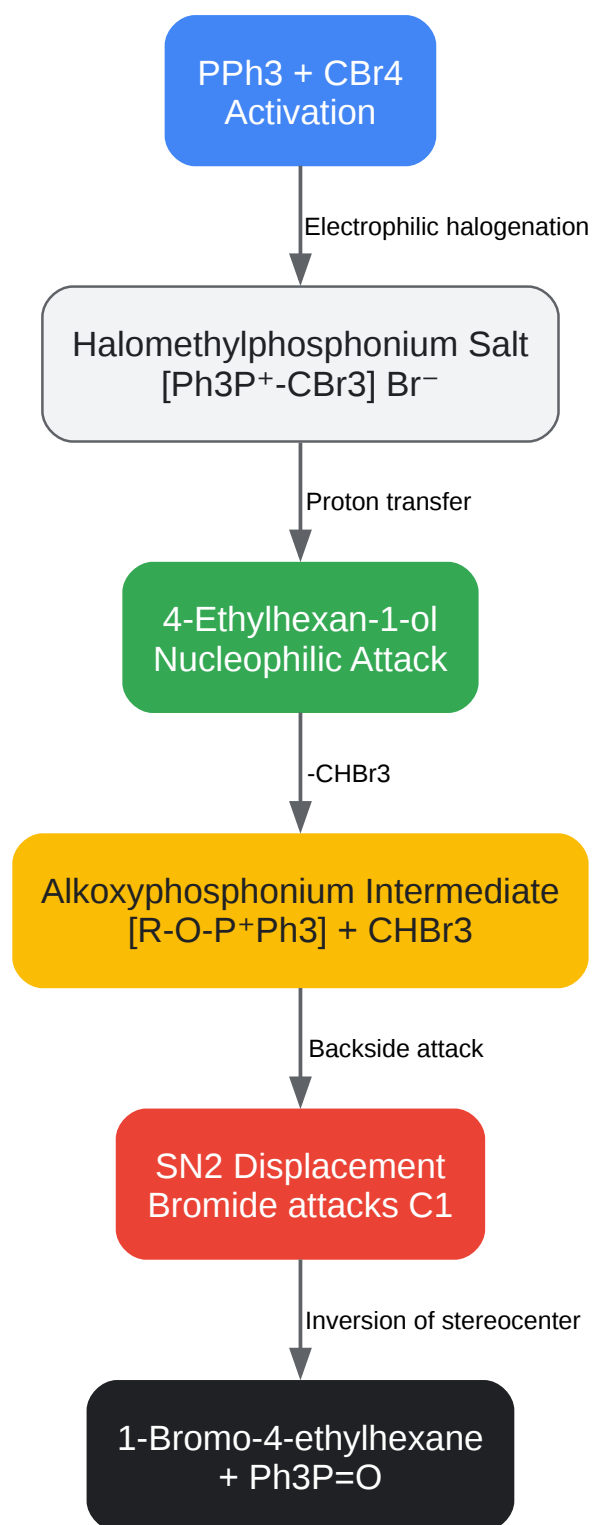 PPh3 + CBr4
Activation
Electrophilic halogenation
Halomethylphosphonium Salt
[Ph3P⁺-CBr3] Br⁻
Proton transfer
4-Ethylhexan-1-ol
Nucleophilic Attack
-CHBr3
Alkoxyphosphonium Intermediate
[R-O-P⁺Ph3] + CHBr3
Backside attack
SN2 Displacement
Bromide attacks C1
Inversion of stereocenter
1-Bromo-4-ethylhexane
+ Ph3P=O